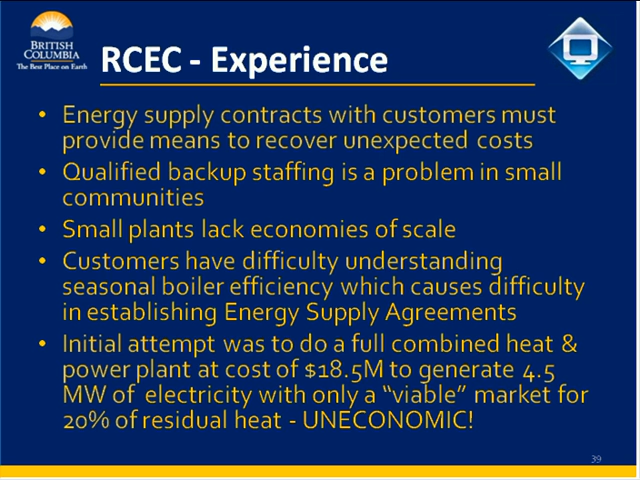 BRITISH
COLUMBIA
The Best Place on Earth
RCEC - Experience
• Energy supply contracts with customers must
provide means to recover unexpected costs
• Qualified backup staffing is a problem in small
communities
• Small plants lack economies of scale
• Customers have difficulty understanding
seasonal boiler efficiency which causes difficulty
in establishing Energy Supply Agreements
• Initial attempt was to do a full combined heat &
power plant at cost of $18.5M to generate 4.5
MW of electricity with only a “viable” market for
20% of residual heat - UNECONOMIC!
39